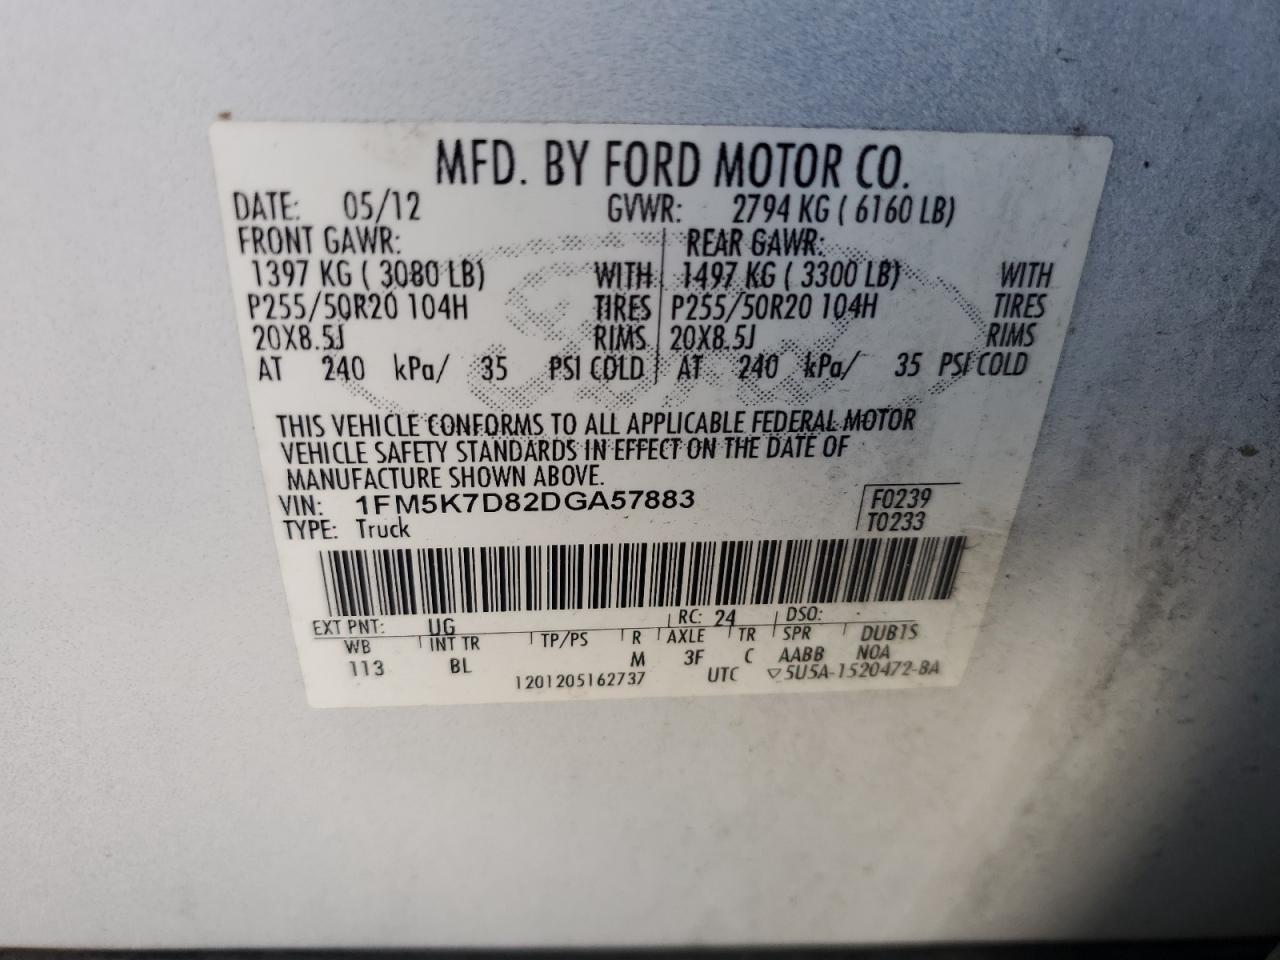 MFD. BY FORD MOTOR CO.
DATE: 05/12 GVWR: 2794 KG ( 6160 LB)
FRONT GAWR: REAR GAWR:
1397 KG ( 3080 LB) WITH 1497 KG ( 3300 LB) WITH
P255/50R20 104H TIRES P255/50R20 104H TIRES
20X8.5J RIMS 20X8.5J RIMS
AT 240 kPa/ 35 PSI COLD AT 240 kPa/ 35 PSI COLD
THIS VEHICLE CONFORMS TO ALL APPLICABLE FEDERAL MOTOR
VEHICLE SAFETY STANDARDS IN EFFECT ON THE DATE OF
MANUFACTURE SHOWN ABOVE.
VIN: 1FM5K7D82DGA57883 F0239
TYPE: Truck T0233
EXT PNT: UG RC: 24 DSO:
WB INT TR TP/PS R AXLE TR SPR DUBTS
113 BL M 3F C AABB NOA
1201205162737 UTC ▽5U5A-1520472-BA